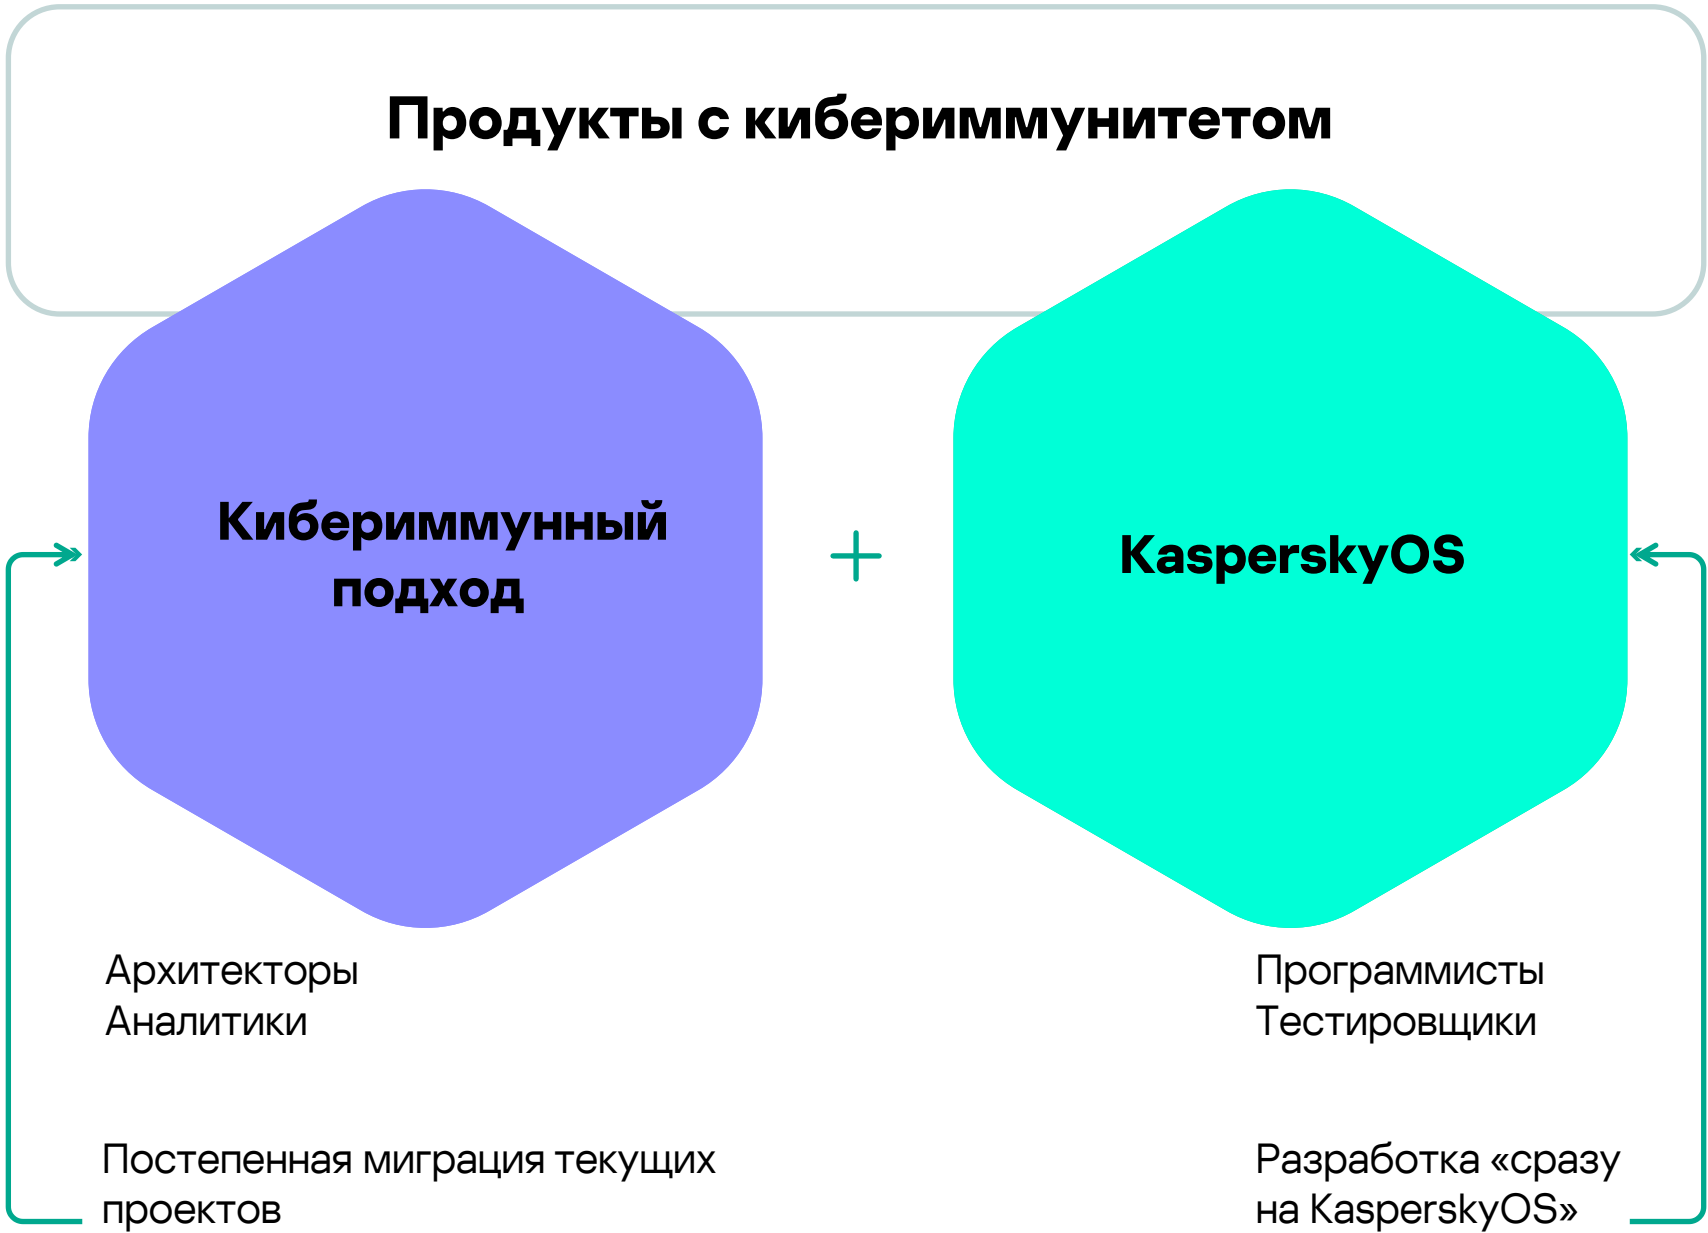 Продукты с кибериммунитетом
Кибериммунный
подход
+
KasperskyOS
Архитекторы
Аналитики
Программисты
Тестировщики
Постепенная миграция текущих
проектов
Разработка «сразу
на KasperskyOS»